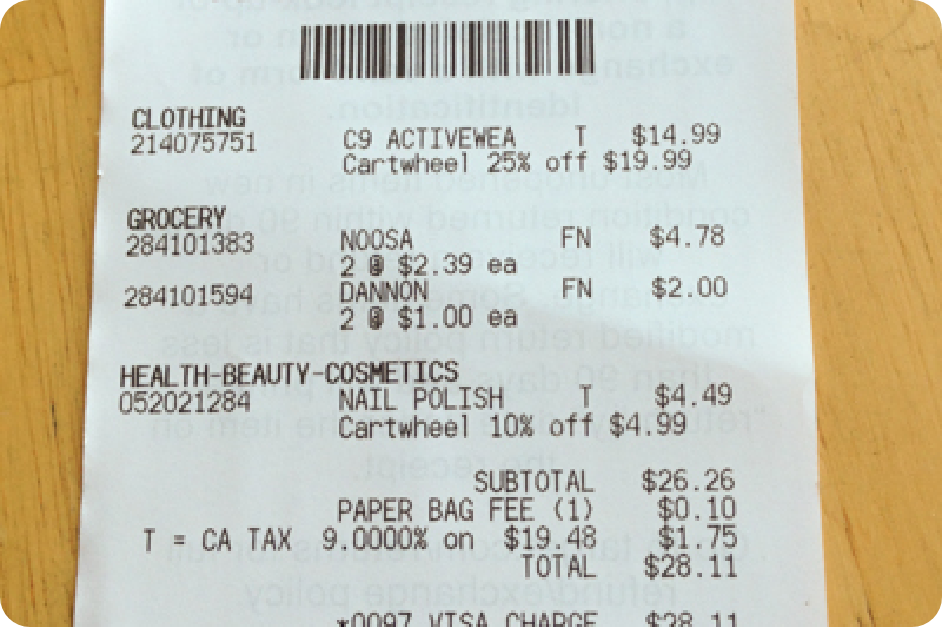 CLOTHING
214075751 C9 ACTIVEWEA T $14.99
Cartwheel 25% off $19.99
GROCERY
284101383 NOOSA FN $4.78
2 @ $2.39 ea
284101594 DANNON FN $2.00
2 @ $1.00 ea
HEALTH-BEAUTY-COSMETICS
052021284 NAIL POLISH T $4.49
Cartwheel 10% off $4.99
SUBTOTAL $26.26
PAPER BAG FEE (1) $0.10
T = CA TAX 9.0000% on $19.48 $1.75
TOTAL $28.11
*0097 VISA CHARGE $28.11